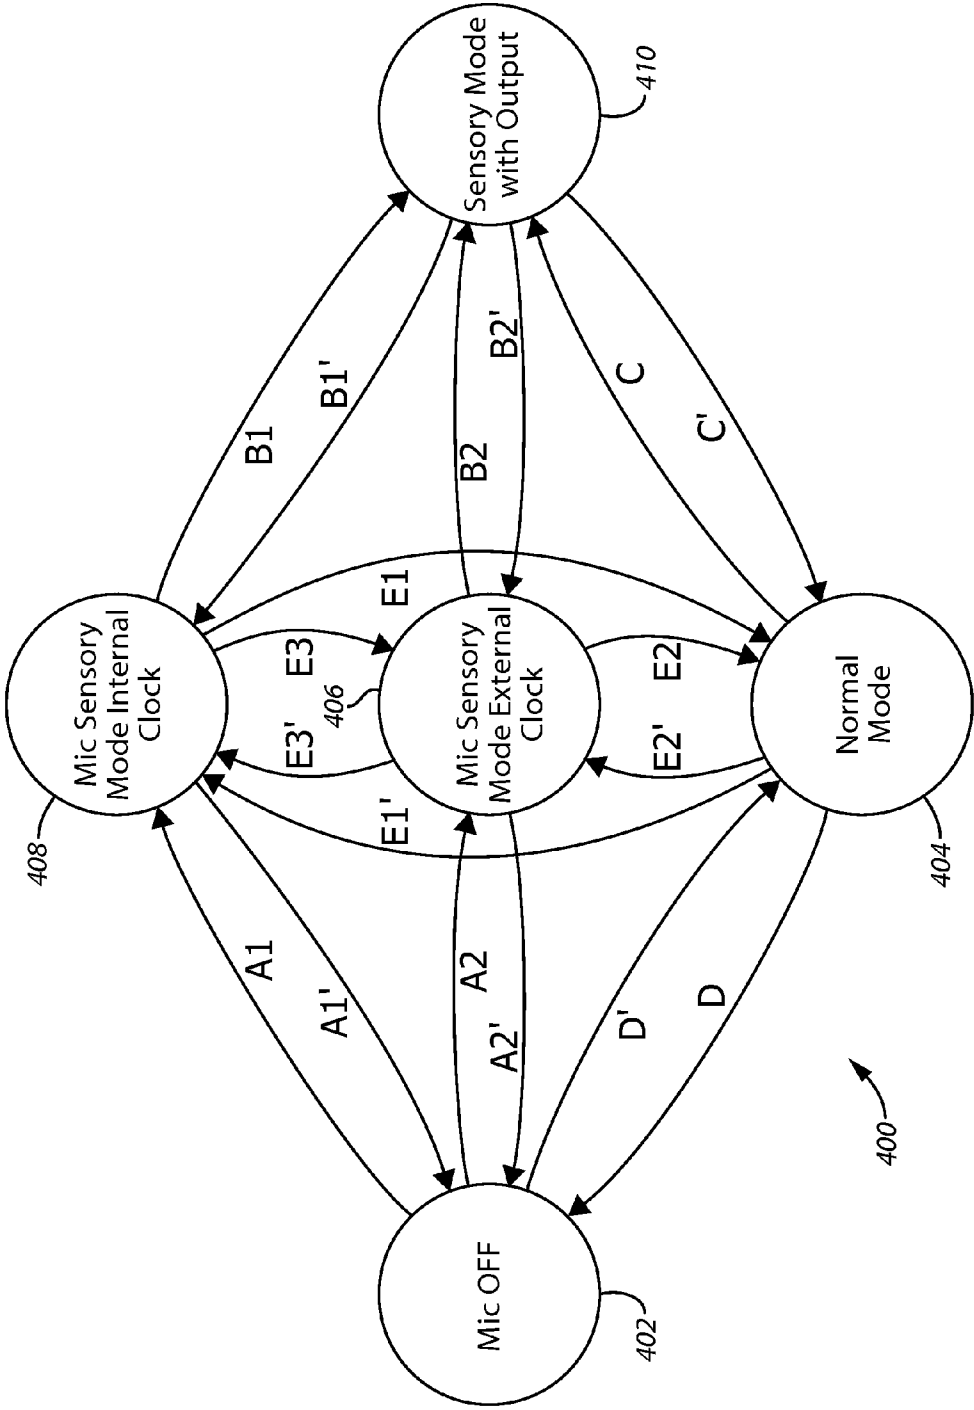 408
Mic Sensory
Mode Internal
Clock
A1
A1'
B1
B1'
E1'
E3'
E3
E1
Mic OFF
402
A2
A2'
406
Mic Sensory
Mode External
Clock
B2
B2'
Sensory Mode
with Output
410
E2'
E2
D'
D
C
C'
Normal
Mode
404
400